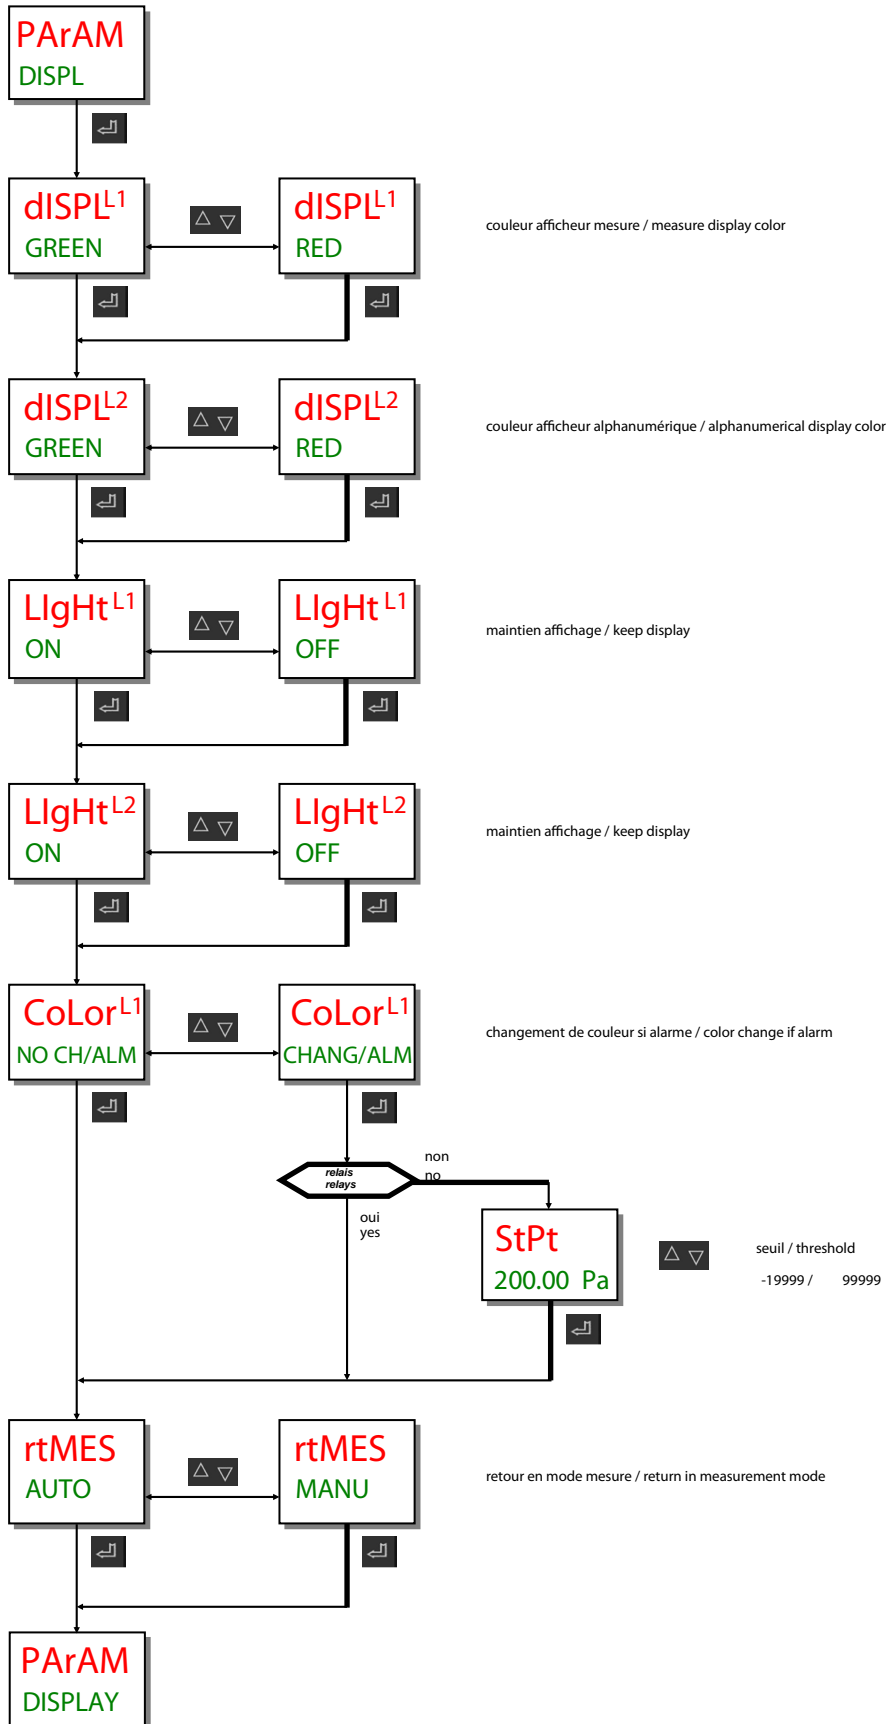 PArAM
DISPL
dISPL L1
GREEN
dISPL L1
RED
couleur afficheur mesure / measure display color
dISPL L2
GREEN
dISPL L2
RED
couleur afficheur alphanumérique / alphanumerical display color
LIgHt L1
ON
LIgHt L1
OFF
maintien affichage / keep display
LIgHt L2
ON
LIgHt L2
OFF
maintien affichage / keep display
CoLor L1
NO CH/ALM
CoLor L1
CHANG/ALM
changement de couleur si alarme / color change if alarm
relais
relays
non
no
oui
yes
StPt
200.00 Pa
seuil / threshold
-19999 / 99999
rtMES
AUTO
rtMES
MANU
retour en mode mesure / return in measurement mode
PArAM
DISPLAY